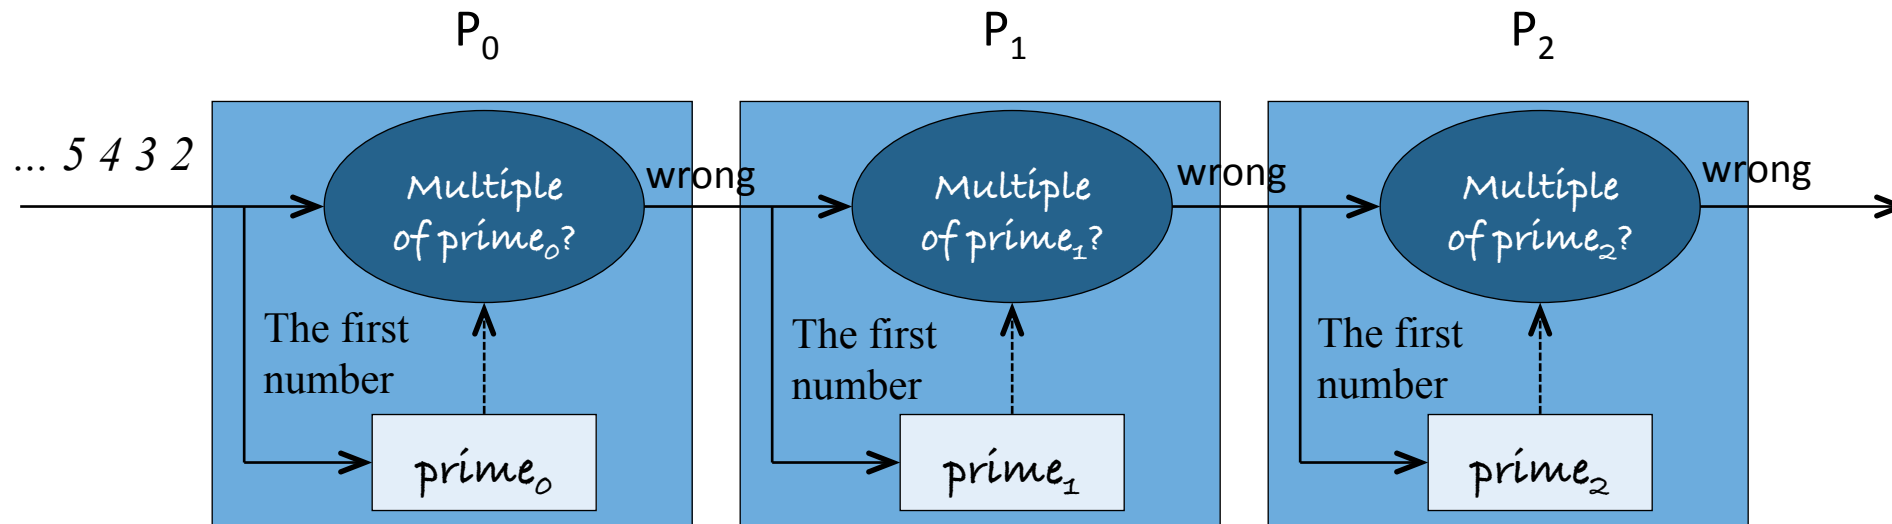 P₀ P₁ P₂
... 5 4 3 2
wrong wrong wrong
Multiple Multiple Multiple
of prime₀? of prime₁? of prime₂?
The first The first The first
number number number
prime₀ prime₁ prime₂